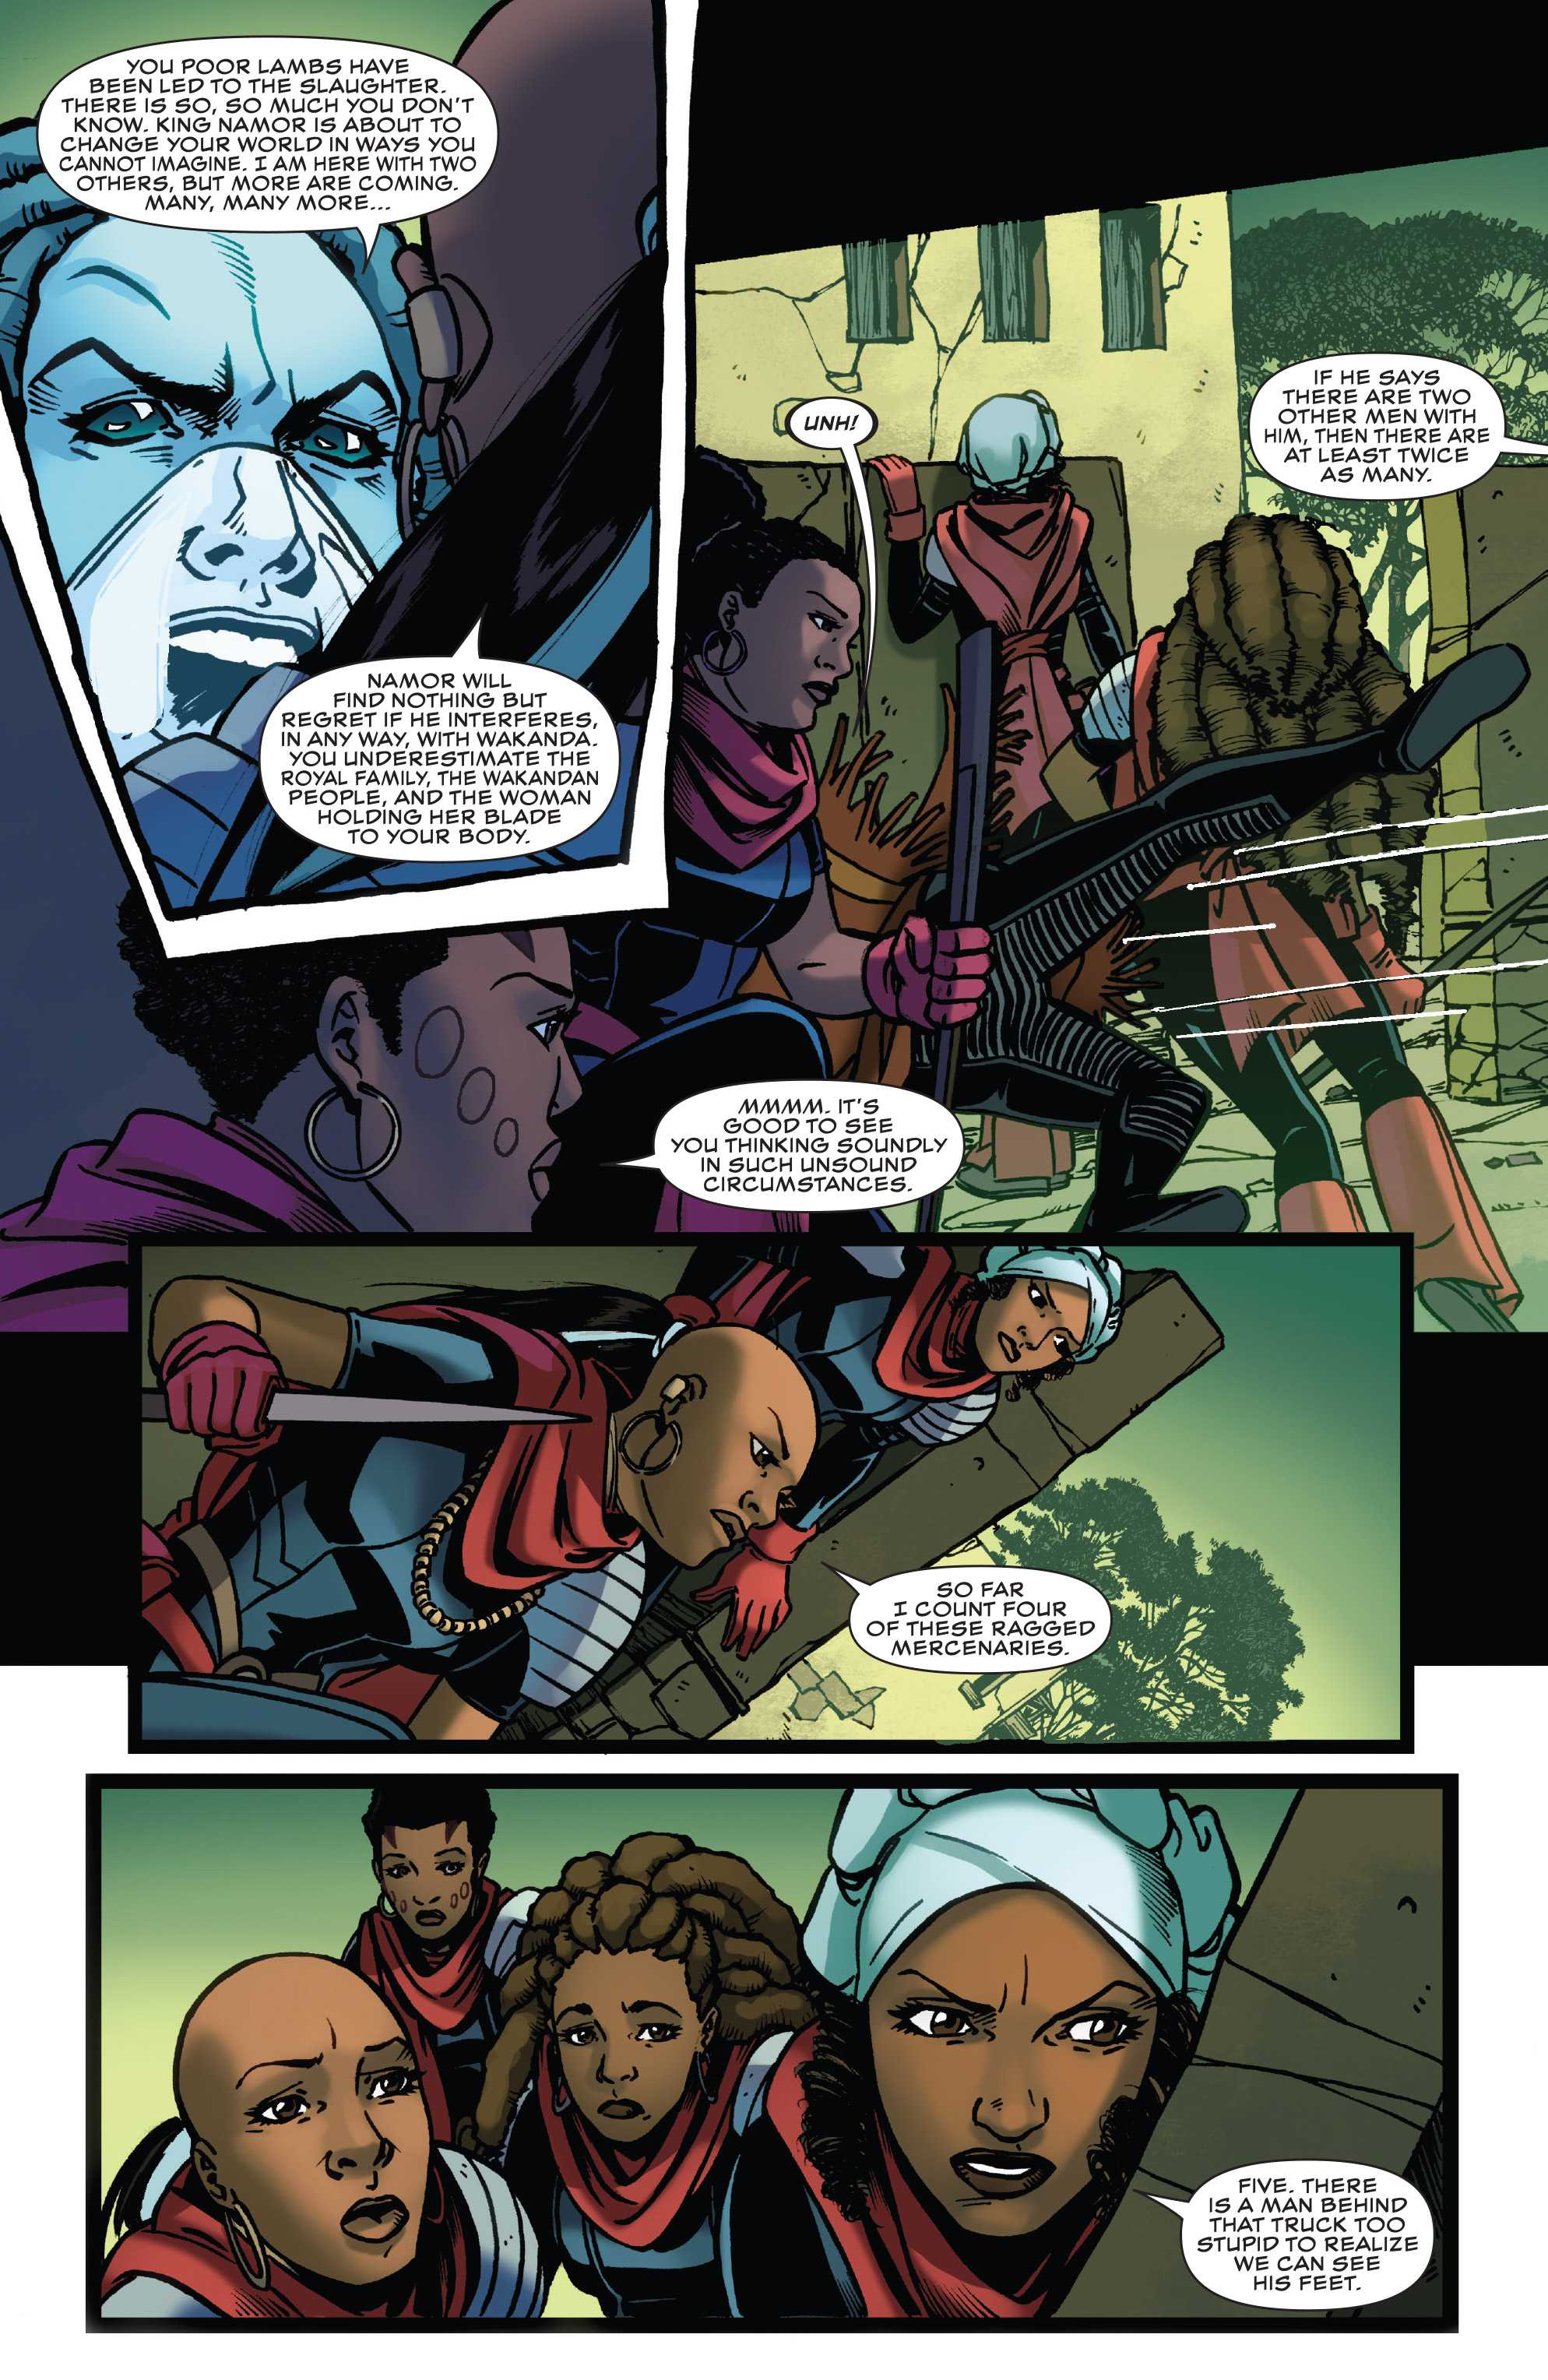 YOU POOR LAMBS HAVE
BEEN LED TO THE SLAUGHTER.
THERE IS SO, SO MUCH YOU DON'T
KNOW. KING NAMOR IS ABOUT TO
CHANGE YOUR WORLD IN WAYS YOU
CANNOT IMAGINE. I AM HERE WITH TWO
OTHERS, BUT MORE ARE COMING.
MANY, MANY MORE...
NAMOR WILL
FIND NOTHING BUT
REGRET IF HE INTERFERES,
IN ANY WAY, WITH WAKANDA.
YOU UNDERESTIMATE THE
ROYAL FAMILY, THE WAKANDAN
PEOPLE, AND THE WOMAN
HOLDING HER BLADE
TO YOUR BODY.
UNH!
IF HE SAYS
THERE ARE TWO
OTHER MEN WITH
HIM, THEN THERE ARE
AT LEAST TWICE
AS MANY.
MMMM. IT'S
GOOD TO SEE
YOU THINKING SOUNDLY
IN SUCH UNSOUND
CIRCUMSTANCES.
SO FAR
I COUNT FOUR
OF THESE RAGGED
MERCENARIES.
FIVE. THERE
IS A MAN BEHIND
THAT TRUCK TOO
STUPID TO REALIZE
WE CAN SEE
HIS FEET.